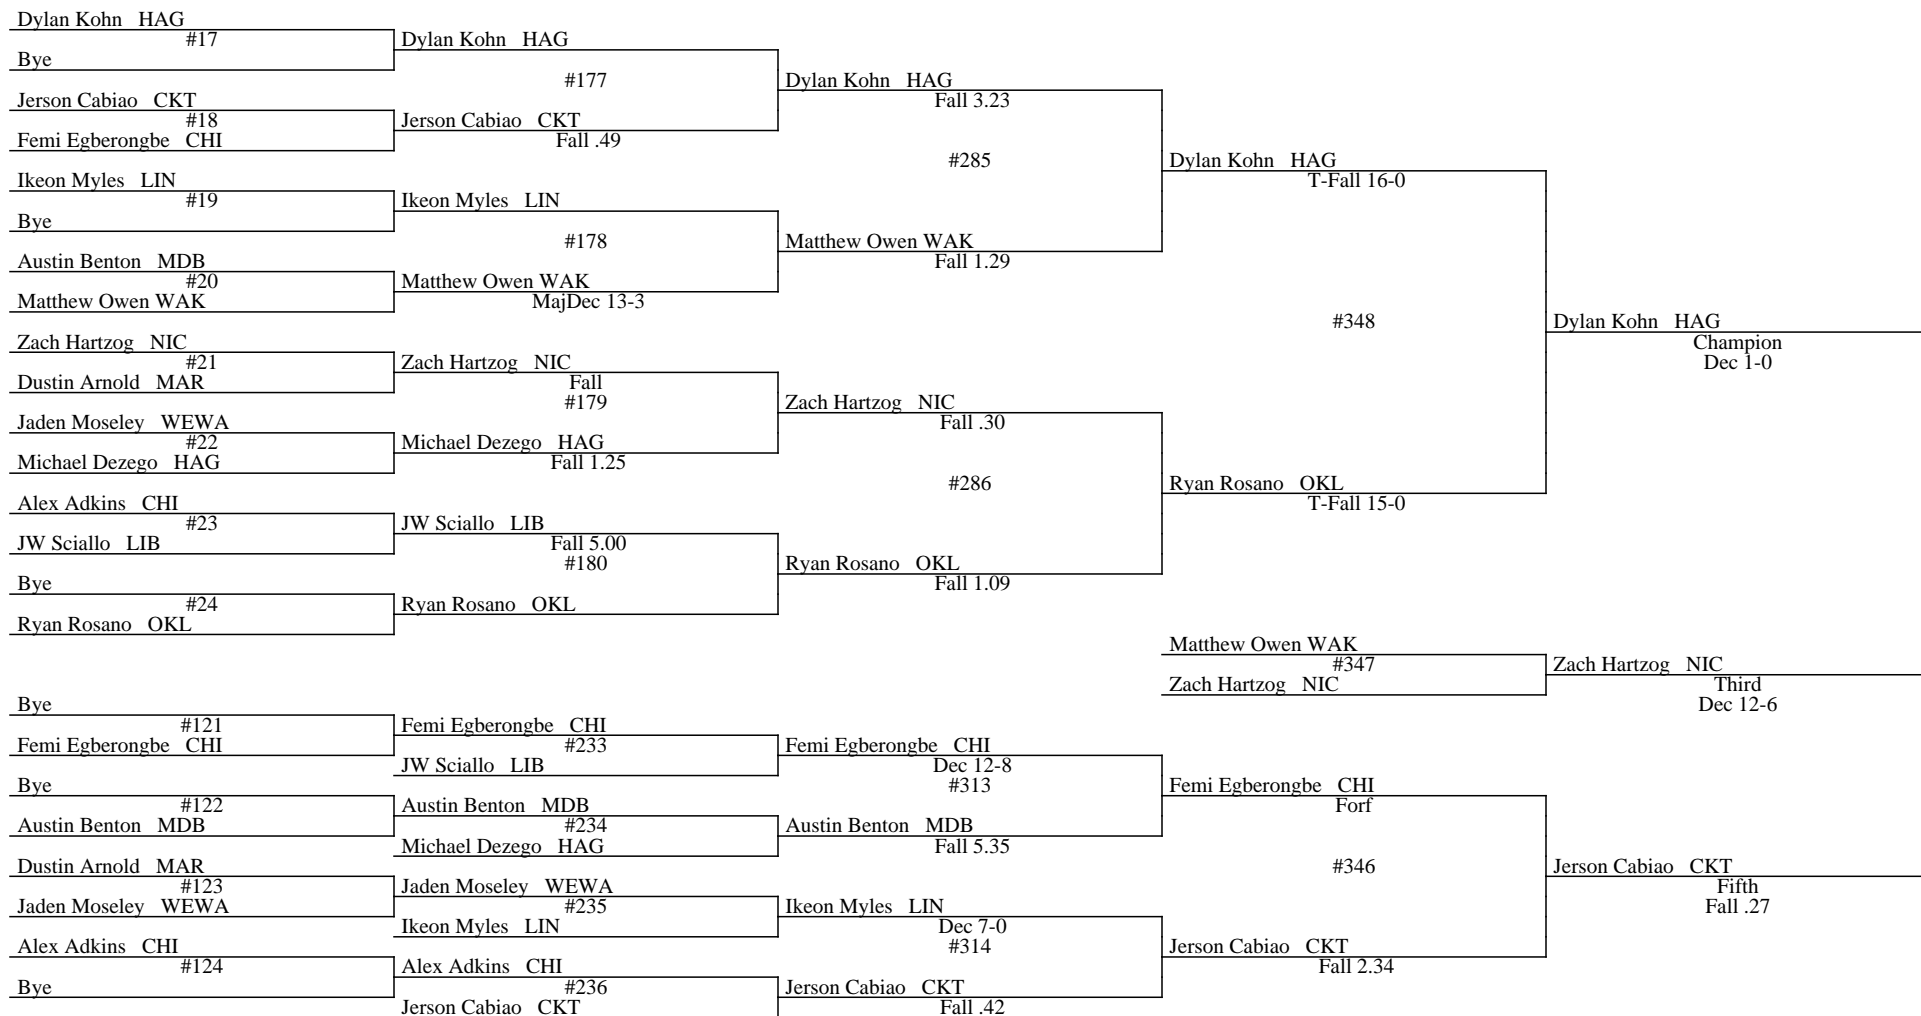 Dylan Kohn HAG
#17
Bye
Dylan Kohn HAG
#177
Jerson Cabiao CKT
#18
Femi Egberongbe CHI
Jerson Cabiao CKT
Fall .49
Dylan Kohn HAG
Fall 3.23
#285
Ikeon Myles LIN
#19
Bye
Ikeon Myles LIN
#178
Austin Benton MDB
#20
Matthew Owen WAK
Matthew Owen WAK
MajDec 13-3
Matthew Owen WAK
Fall 1.29
Dylan Kohn HAG
T-Fall 16-0
#348
Zach Hartzog NIC
#21
Dustin Arnold MAR
Zach Hartzog NIC
Fall
#179
Jaden Moseley WEWA
#22
Michael Dezego HAG
Michael Dezego HAG
Fall 1.25
Zach Hartzog NIC
Fall .30
#286
Alex Adkins CHI
#23
JW Sciallo LIB
JW Sciallo LIB
Fall 5.00
#180
Bye
#24
Ryan Rosano OKL
Ryan Rosano OKL
Ryan Rosano OKL
Fall 1.09
Ryan Rosano OKL
T-Fall 15-0
Dylan Kohn HAG
Champion
Dec 1-0
Matthew Owen WAK
#347
Zach Hartzog NIC
Zach Hartzog NIC
Third
Dec 12-6
Bye
#121
Femi Egberongbe CHI
Femi Egberongbe CHI
#233
JW Sciallo LIB
Femi Egberongbe CHI
Dec 12-8
#313
Bye
#122
Austin Benton MDB
Austin Benton MDB
#234
Michael Dezego HAG
Austin Benton MDB
Fall 5.35
Femi Egberongbe CHI
Forf
#346
Dustin Arnold MAR
#123
Jaden Moseley WEWA
Jaden Moseley WEWA
#235
Ikeon Myles LIN
Ikeon Myles LIN
Dec 7-0
#314
Alex Adkins CHI
#124
Bye
Alex Adkins CHI
#236
Jerson Cabiao CKT
Jerson Cabiao CKT
Fall .42
Jerson Cabiao CKT
Fall 2.34
Jerson Cabiao CKT
Fifth
Fall .27